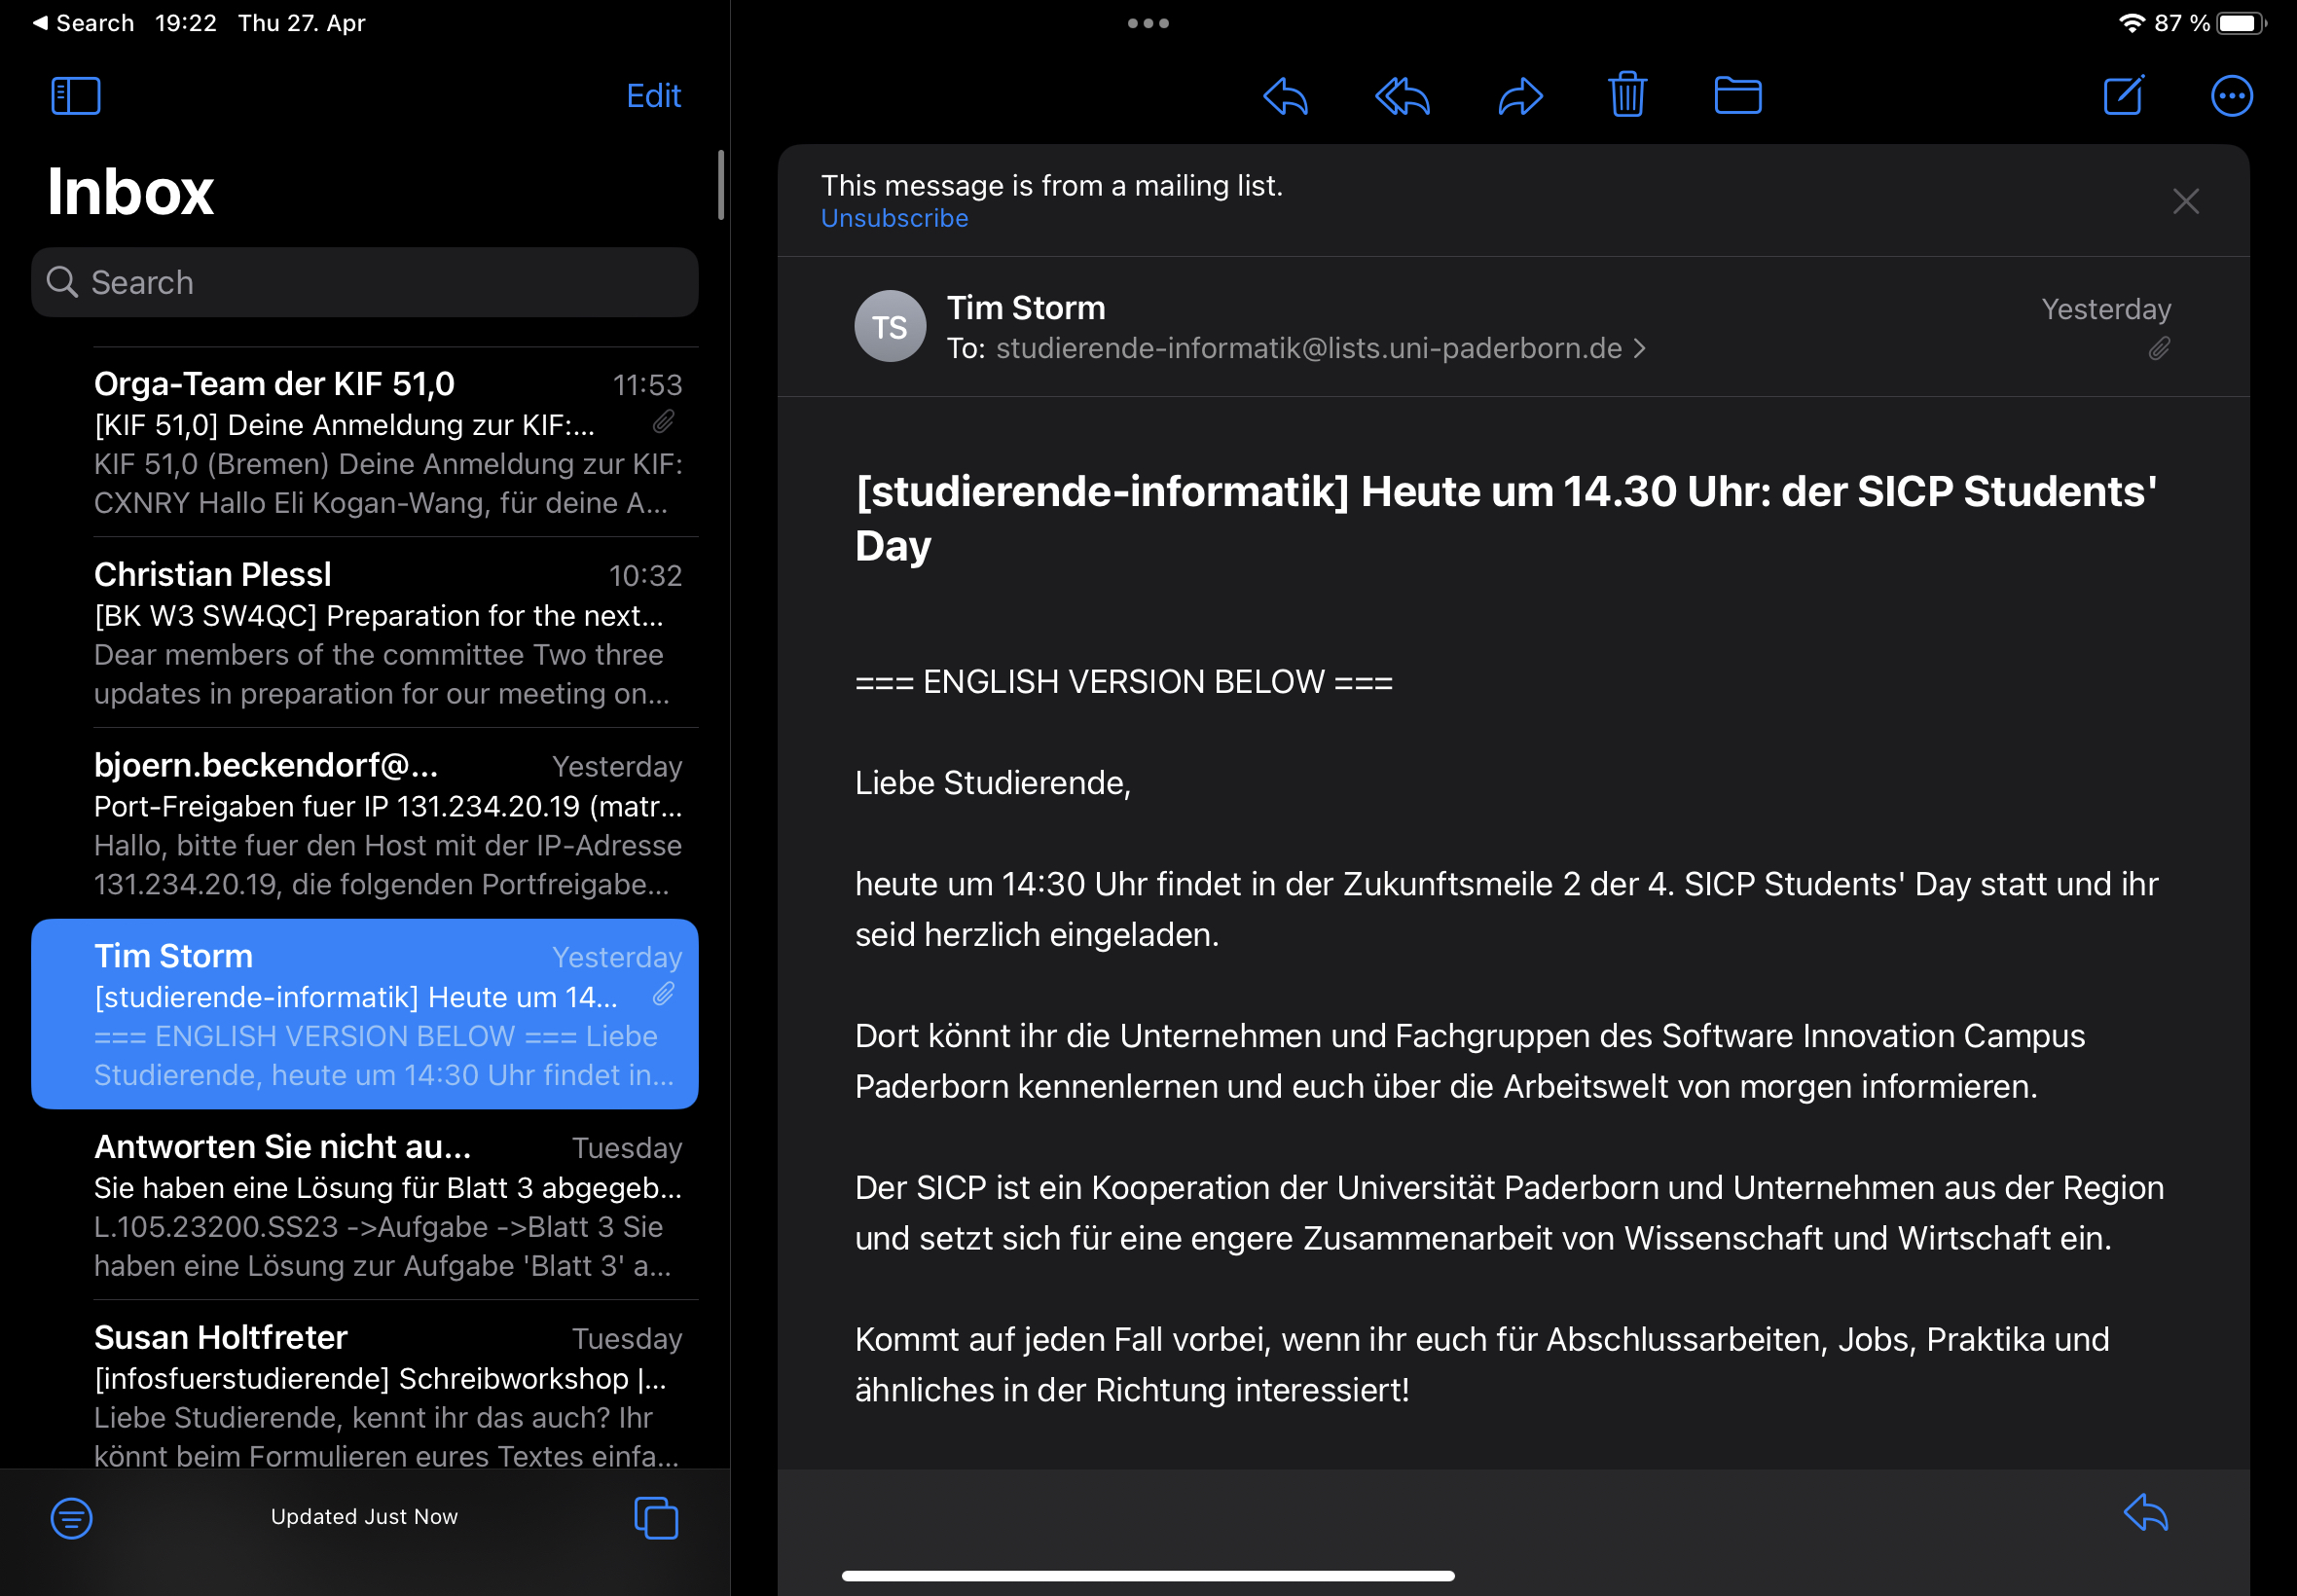 Search 19:22 Thu 27. Apr
87 %
Edit
Inbox
Search
Orga-Team der KIF 51,0 11:53
[KIF 51,0] Deine Anmeldung zur KIF:...
KIF 51,0 (Bremen) Deine Anmeldung zur KIF:
CXNRY Hallo Eli Kogan-Wang, für deine A...
Christian Plessl 10:32
[BK W3 SW4QC] Preparation for the next...
Dear members of the committee Two three
updates in preparation for our meeting on...
bjoern.beckendorf@... Yesterday
Port-Freigaben fuer IP 131.234.20.19 (matr...
Hallo, bitte fuer den Host mit der IP-Adresse
131.234.20.19, die folgenden Portfreigabe...
Tim Storm Yesterday
[studierende-informatik] Heute um 14...
=== ENGLISH VERSION BELOW === Liebe
Studierende, heute um 14:30 Uhr findet in...
Antworten Sie nicht au... Tuesday
Sie haben eine Lösung für Blatt 3 abgegeb...
L.105.23200.SS23 ->Aufgabe ->Blatt 3 Sie
haben eine Lösung zur Aufgabe 'Blatt 3' a...
Susan Holtfreter Tuesday
[infosfuerstudierende] Schreibworkshop |...
Liebe Studierende, kennt ihr das auch? Ihr
könnt beim Formulieren eures Textes einfa...
Updated Just Now
This message is from a mailing list.
Unsubscribe
TS
Tim Storm Yesterday
To: studierende-informatik@lists.uni-paderborn.de
[studierende-informatik] Heute um 14.30 Uhr: der SICP Students'
Day
=== ENGLISH VERSION BELOW ===
Liebe Studierende,
heute um 14:30 Uhr findet in der Zukunftsmeile 2 der 4. SICP Students' Day statt und ihr
seid herzlich eingeladen.
Dort könnt ihr die Unternehmen und Fachgruppen des Software Innovation Campus
Paderborn kennenlernen und euch über die Arbeitswelt von morgen informieren.
Der SICP ist ein Kooperation der Universität Paderborn und Unternehmen aus der Region
und setzt sich für eine engere Zusammenarbeit von Wissenschaft und Wirtschaft ein.
Kommt auf jeden Fall vorbei, wenn ihr euch für Abschlussarbeiten, Jobs, Praktika und
ähnliches in der Richtung interessiert!